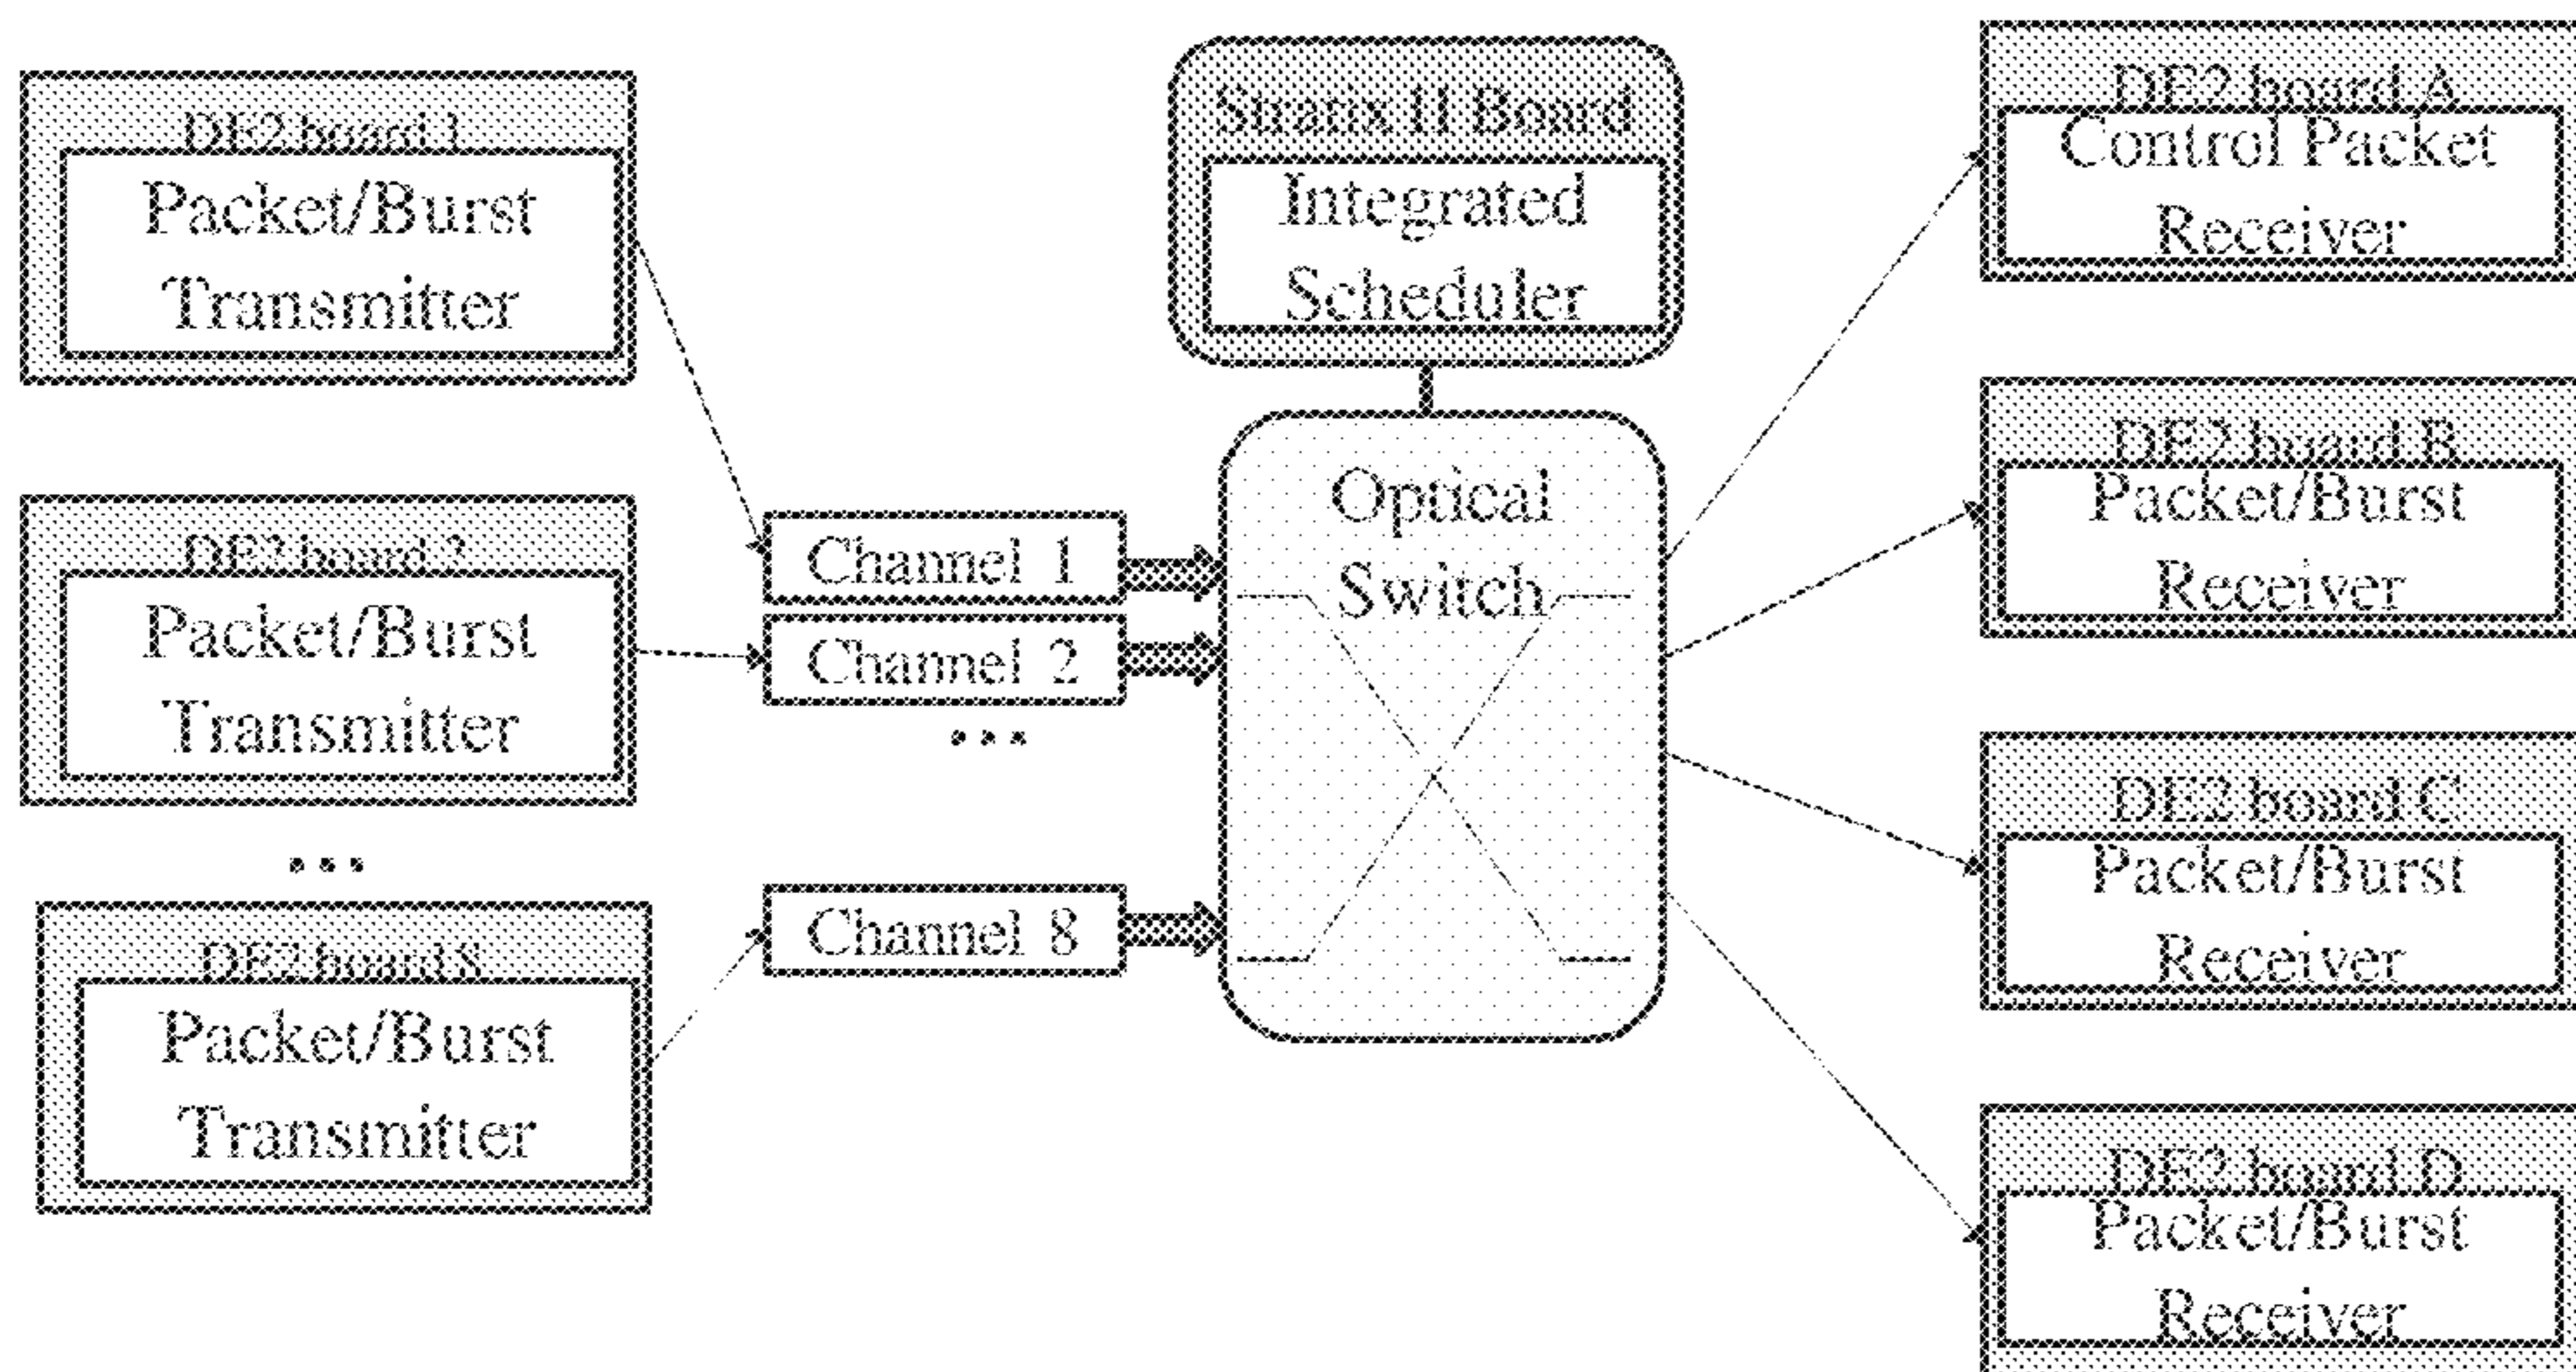 DE2 board 1
Packet/Burst
Transmitter
DE2 board 2
Packet/Burst
Transmitter
...
DE2 board 8
Packet/Burst
Transmitter
Channel 1
Channel 2
...
Channel 8
Stratix II Board
Integrated
Scheduler
Optical
Switch
DE2 board A
Control Packet
Receiver
DE2 board B
Packet/Burst
Receiver
DE2 board C
Packet/Burst
Receiver
DE2 board D
Packet/Burst
Receiver